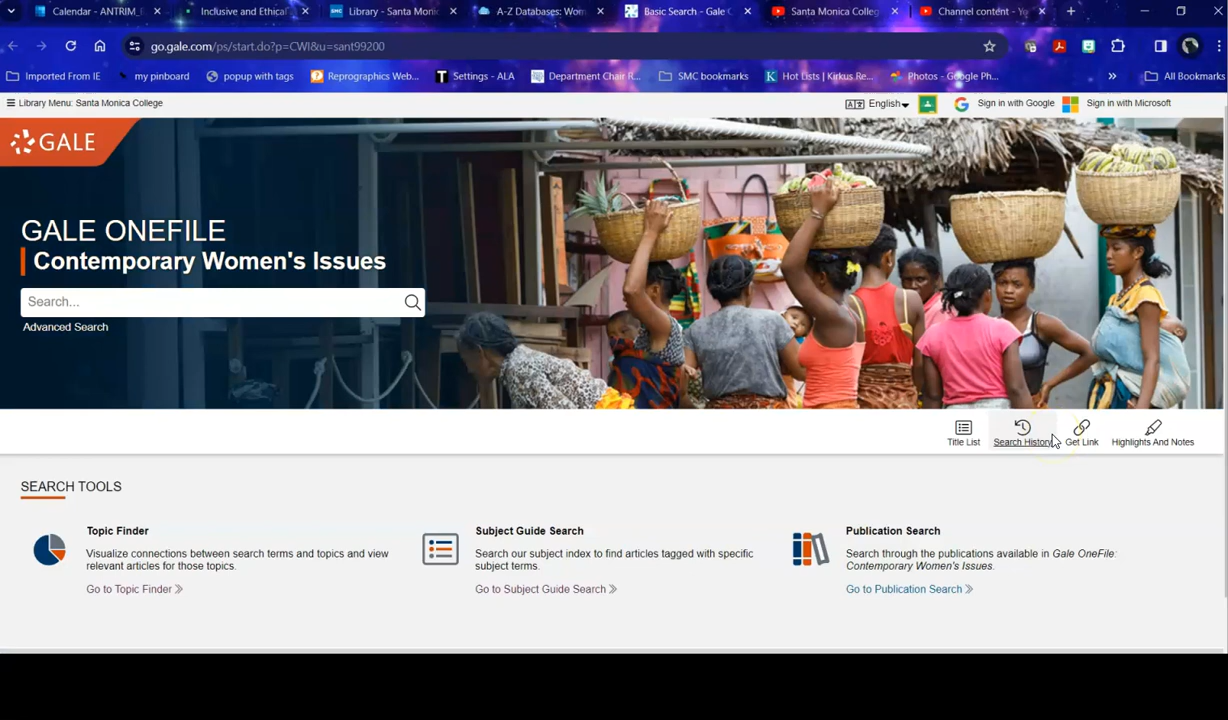 Calendar - ANTRIM_ Inclusive and Ethical Library - Santa Moni A-Z Databases: Wom Basic Search - Gale Santa Monica Colleg Channel content - Yo
go.gale.com/ps/start.do?p=CWI&u=sant99200
Imported From IE my pinboard popup with tags Reprographics Web... Settings - ALA Department Chair R... SMC bookmarks Hot Lists | Kirkus Re... Photos - Google Ph... All Bookmarks
Library Menu: Santa Monica College English Sign in with Google Sign in with Microsoft
GALE
GALE ONEFILE
Contemporary Women's Issues
Search...
Advanced Search
Title List Search History Get Link Highlights And Notes
SEARCH TOOLS
Topic Finder
Visualize connections between search terms and topics and view
relevant articles for those topics.
Go to Topic Finder
Subject Guide Search
Search our subject index to find articles tagged with specific
subject terms.
Go to Subject Guide Search
Publication Search
Search through the publications available in Gale OneFile:
Contemporary Women's Issues.
Go to Publication Search